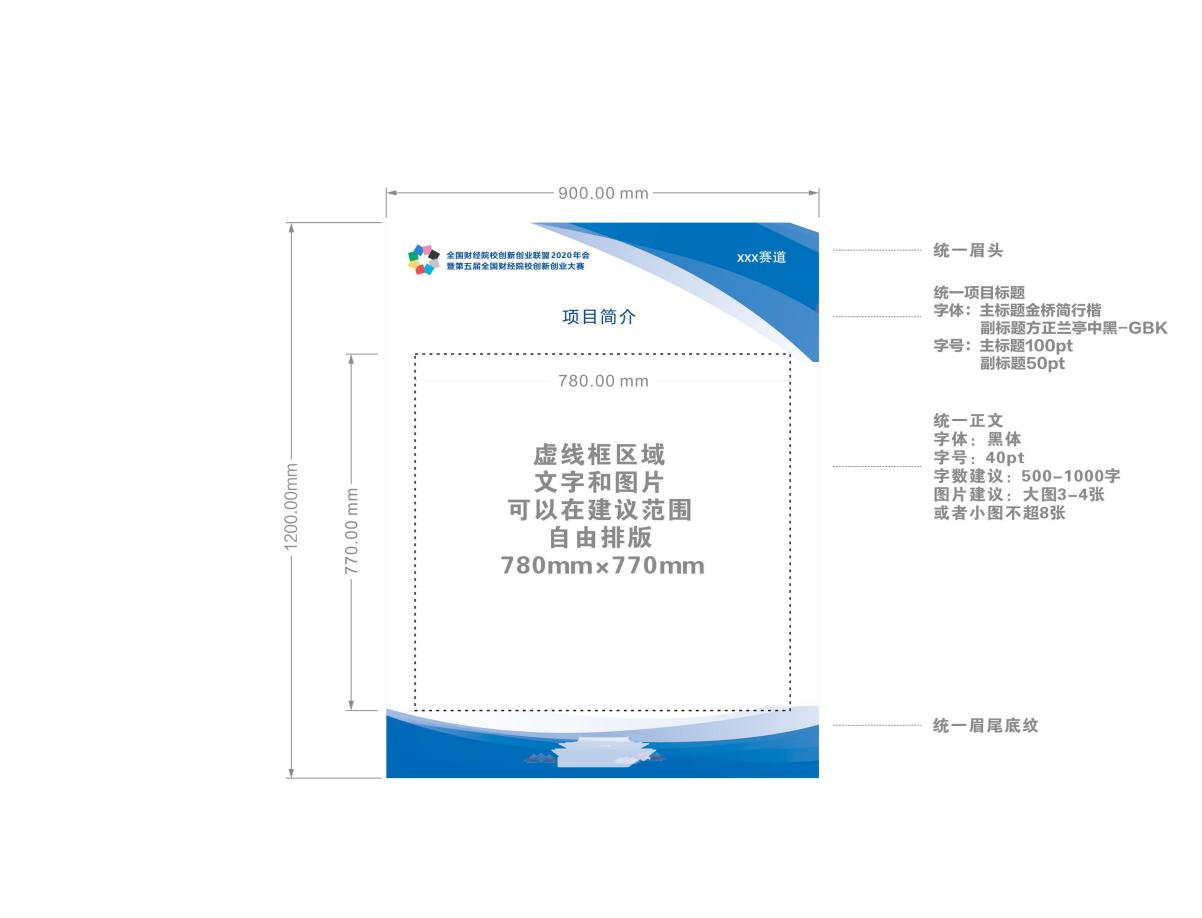 900.00 mm
全国财经院校创新创业联盟2020年会
暨第五届全国财经院校创新创业大赛
xxx赛道
项目简介
780.00 mm
1200.00mm
770.00 mm
虚线框区域
文字和图片
可以在建议范围
自由排版
780mm×770mm
统一眉头
统一项目标题
字体：主标题金桥简行楷
副标题方正兰亭中黑-GBK
字号：主标题100pt
副标题50pt
统一正文
字体：黑体
字号：40pt
字数建议：500-1000字
图片建议：大图3-4张
或者小图不超8张
统一眉尾底纹